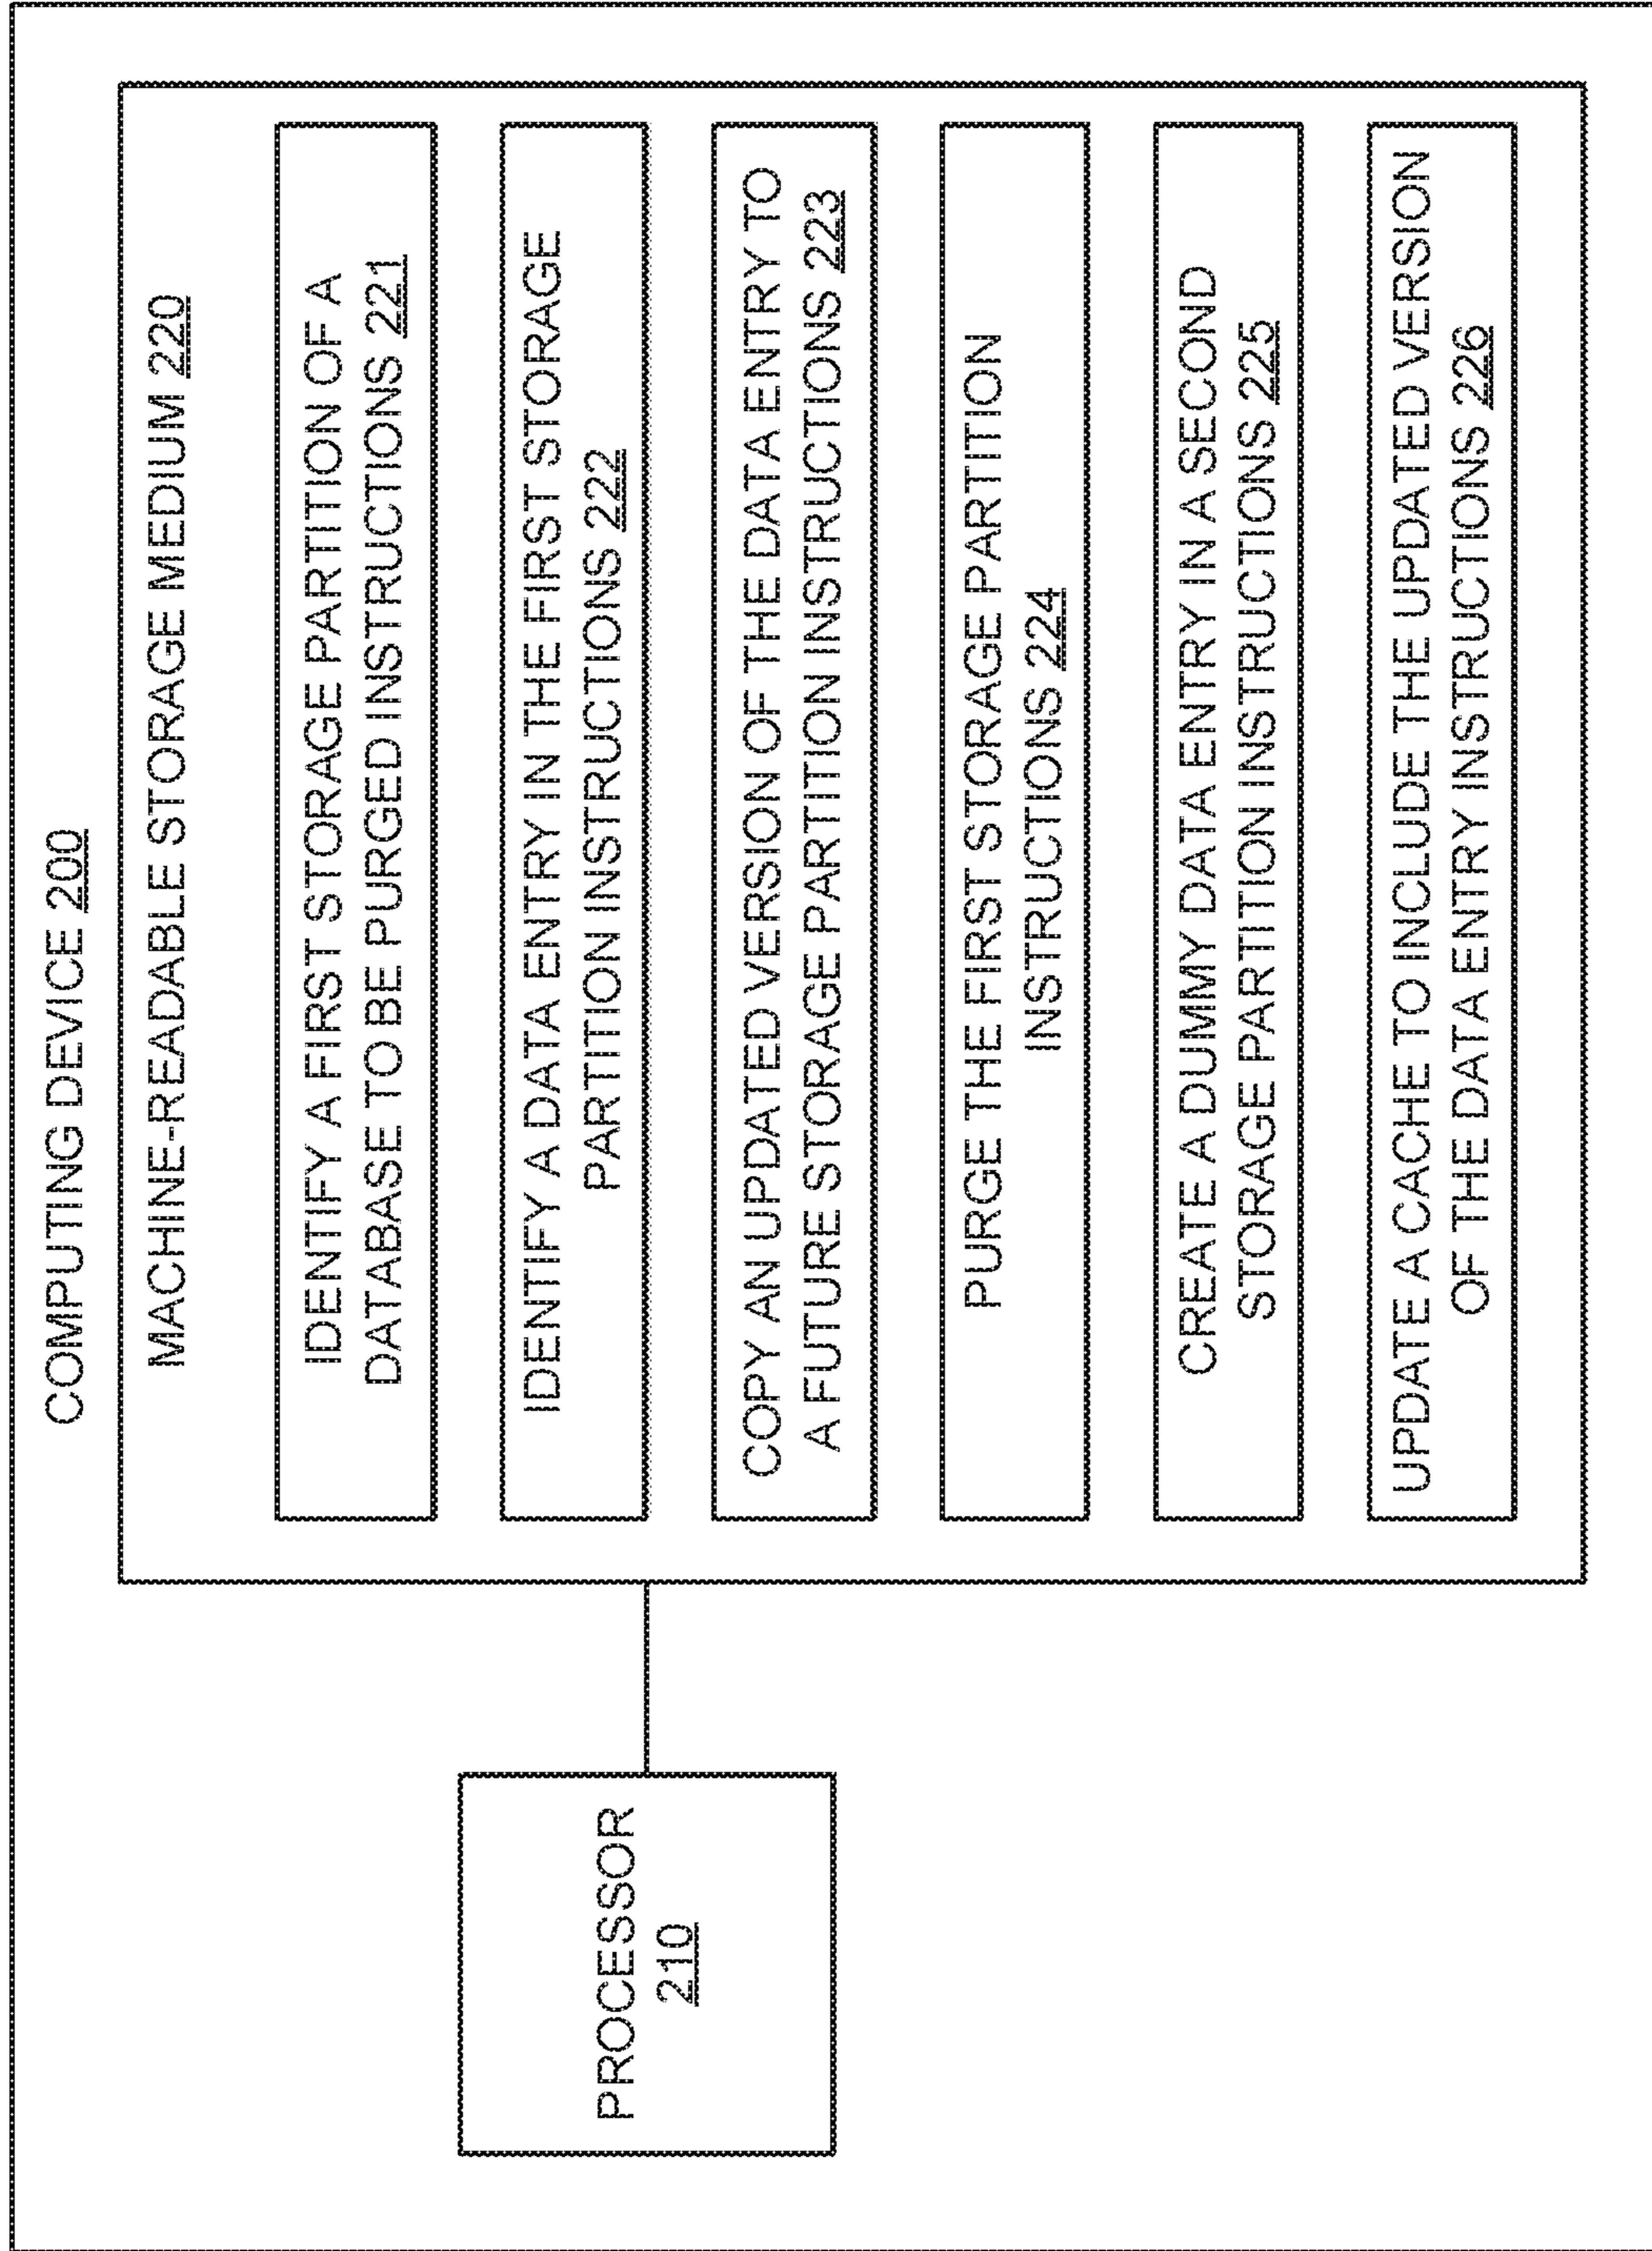 COMPUTING DEVICE 200
MACHINE-READABLE STORAGE MEDIUM 220
IDENTIFY A FIRST STORAGE PARTITION OF A
DATABASE TO BE PURGED INSTRUCTIONS 221
IDENTIFY A DATA ENTRY IN THE FIRST STORAGE
PARTITION INSTRUCTIONS 222
COPY AN UPDATED VERSION OF THE DATA ENTRY TO
A FUTURE STORAGE PARTITION INSTRUCTIONS 223
PURGE THE FIRST STORAGE PARTITION
INSTRUCTIONS 224
CREATE A DUMMY DATA ENTRY IN A SECOND
STORAGE PARTITION INSTRUCTIONS 225
UPDATE A CACHE TO INCLUDE THE UPDATED VERSION
OF THE DATA ENTRY INSTRUCTIONS 226
PROCESSOR
210